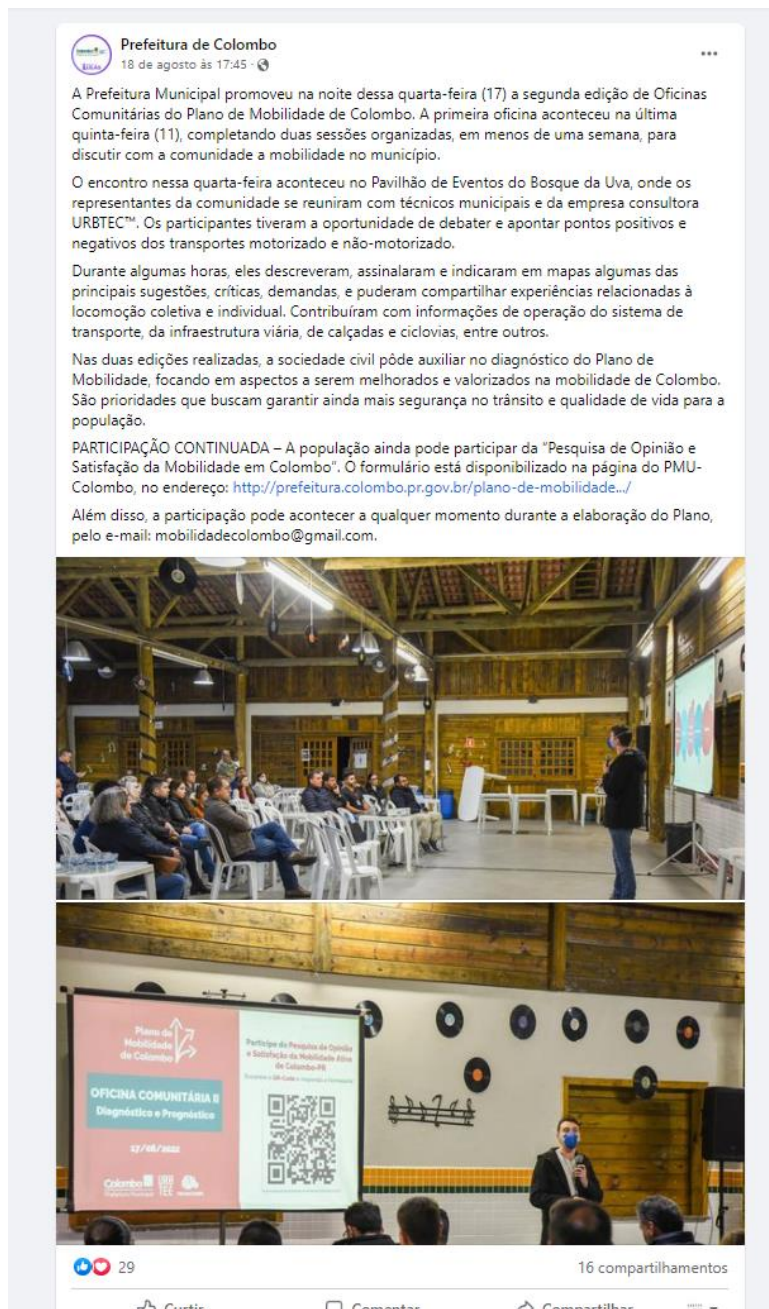 Prefeitura de Colombo
18 de agosto às 17:45 ·
A Prefeitura Municipal promoveu na noite dessa quarta-feira (17) a segunda edição de Oficinas
Comunitárias do Plano de Mobilidade de Colombo. A primeira oficina aconteceu na última
quinta-feira (11), completando duas sessões organizadas, em menos de uma semana, para
discutir com a comunidade a mobilidade no município.
O encontro nessa quarta-feira aconteceu no Pavilhão de Eventos do Bosque da Uva, onde os
representantes da comunidade se reuniram com técnicos municipais e da empresa consultora
URBTEC™. Os participantes tiveram a oportunidade de debater e apontar pontos positivos e
negativos dos transportes motorizado e não-motorizado.
Durante algumas horas, eles descreveram, assinalaram e indicaram em mapas algumas das
principais sugestões, críticas, demandas, e puderam compartilhar experiências relacionadas à
locomoção coletiva e individual. Contribuíram com informações de operação do sistema de
transporte, da infraestrutura viária, de calçadas e ciclovias, entre outros.
Nas duas edições realizadas, a sociedade civil pôde auxiliar no diagnóstico do Plano de
Mobilidade, focando em aspectos a serem melhorados e valorizados na mobilidade de Colombo.
São prioridades que buscam garantir ainda mais segurança no trânsito e qualidade de vida para a
população.
PARTICIPAÇÃO CONTINUADA – A população ainda pode participar da "Pesquisa de Opinião e
Satisfação da Mobilidade em Colombo". O formulário está disponibilizado na página do PMU-
Colombo, no endereço: http://prefeitura.colombo.pr.gov.br/plano-de-mobilidade.../
Além disso, a participação pode acontecer a qualquer momento durante a elaboração do Plano,
pelo e-mail: mobilidadecolombo@gmail.com.
Plano de
Mobilidade
de Colombo
OFICINA COMUNITÁRIA II
Diagnóstico e Prognóstico
17/08/2022
Colombo
URB
TEC
Participe da Pesquisa de Opinião
e Satisfação da Mobilidade Ativa
de Colombo-PR
29
16 compartilhamentos
Curtir
Comentar
Compartilhar